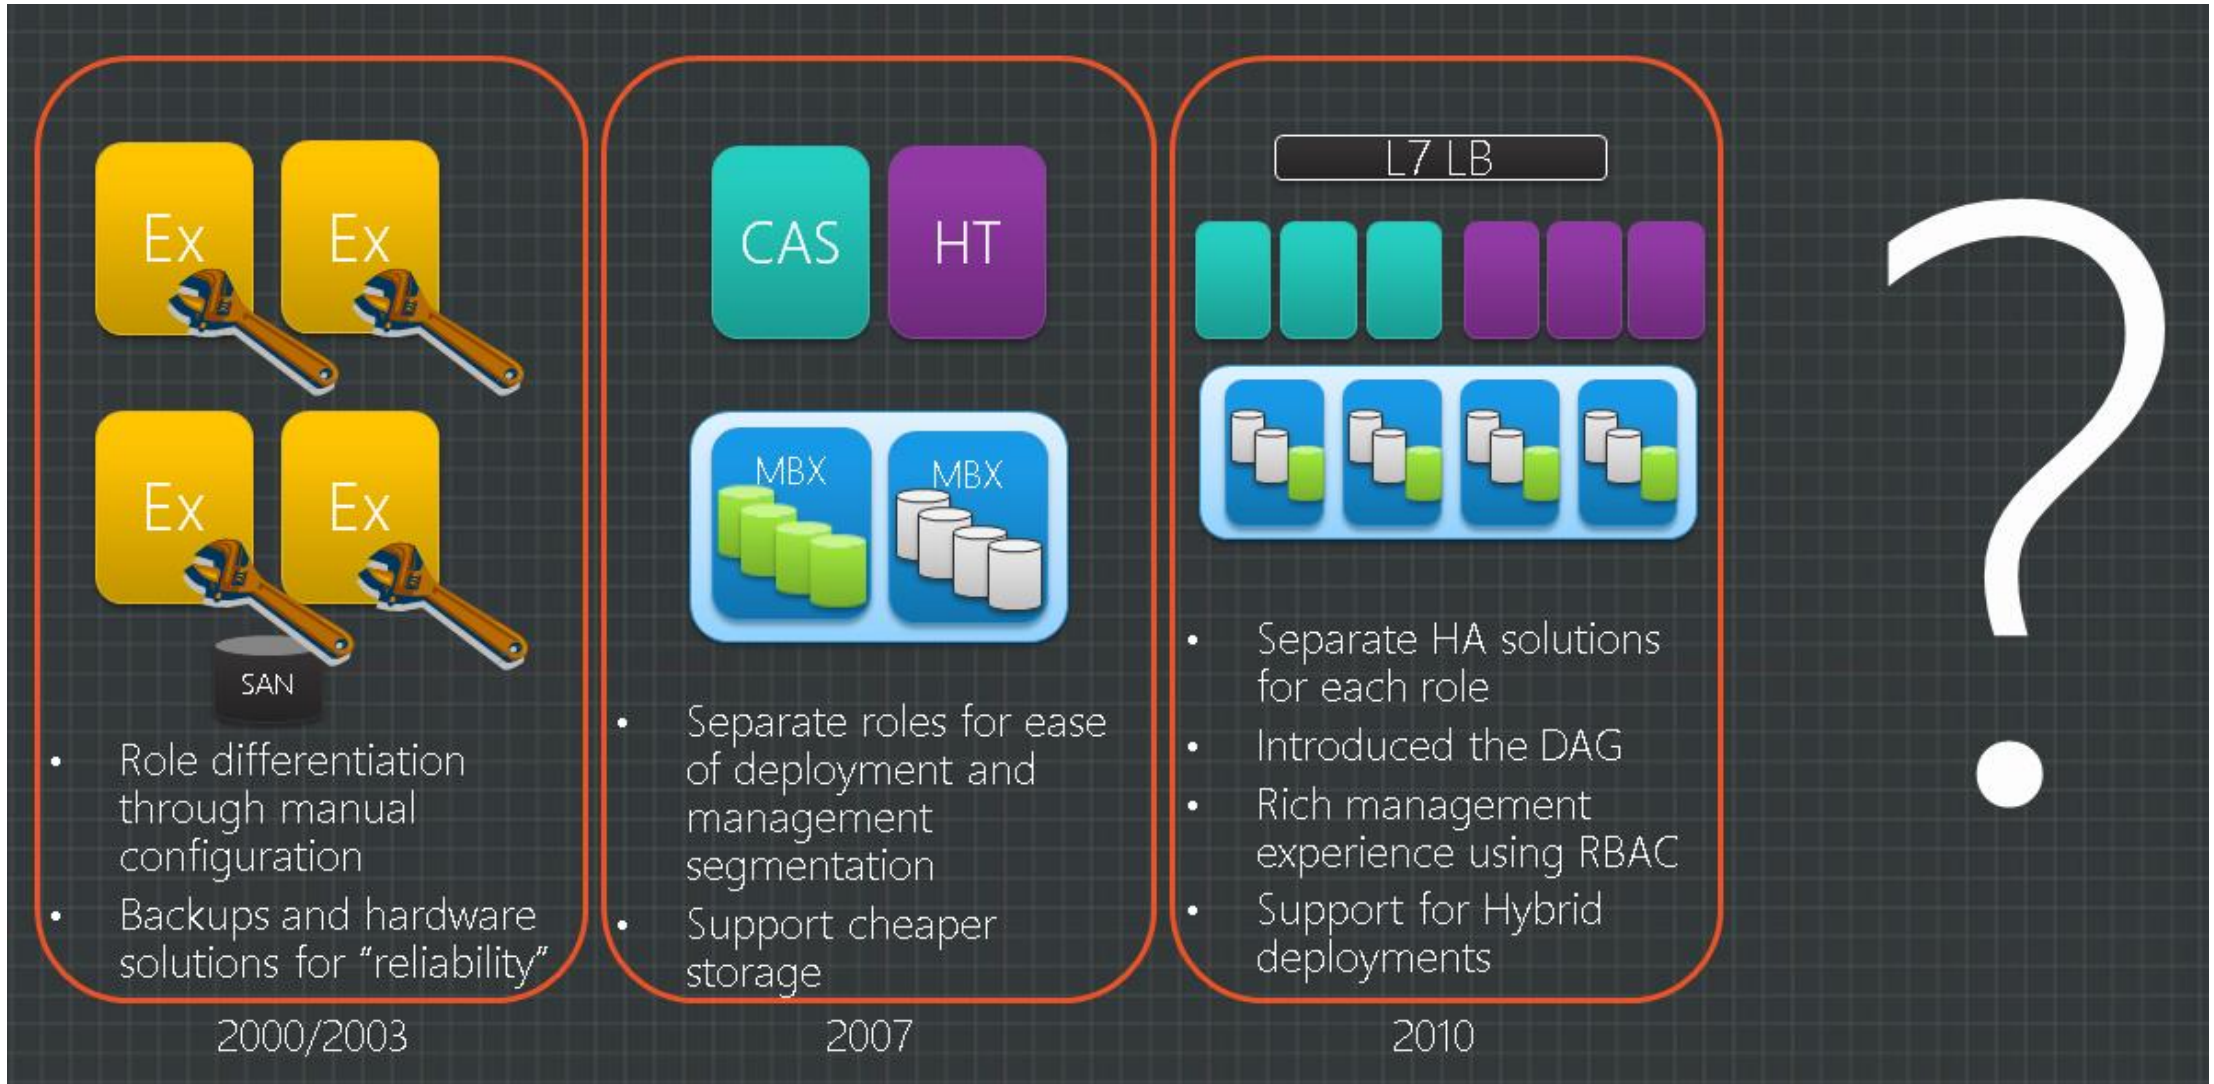 Ex Ex
Ex Ex
SAN
• Role differentiation
through manual
configuration
• Backups and hardware
solutions for “reliability”
2000/2003
CAS HT
MBX MBX
• Separate roles for ease
of deployment and
management
segmentation
• Support cheaper
storage
2007
L7 LB
• Separate HA solutions
for each role
• Introduced the DAG
• Rich management
experience using RBAC
• Support for Hybrid
deployments
2010
?